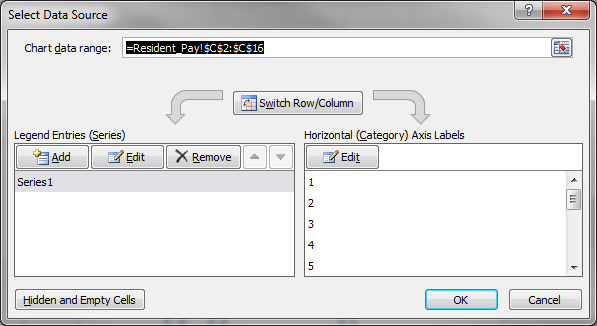 Select Data Source
Chart data range: =Resident_Pay!$C$2:$C$16
Switch Row/Column
Legend Entries (Series)
Add Edit Remove
Series1
Horizontal (Category) Axis Labels
Edit
1
2
3
4
5
Hidden and Empty Cells
OK Cancel